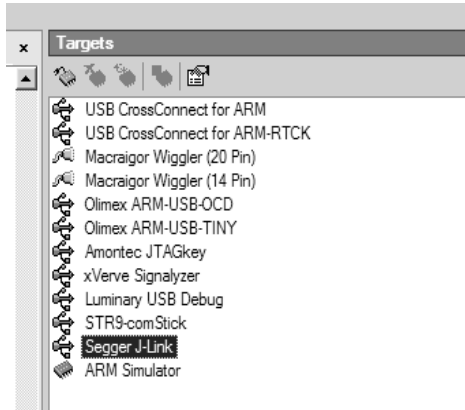 Targets
USB CrossConnect for ARM
USB CrossConnect for ARM-RTCK
Macraigor Wiggler (20 Pin)
Macraigor Wiggler (14 Pin)
Olimex ARM-USB-OCD
Olimex ARM-USB-TINY
Amontec JTAGkey
xVerve Signalyzer
Luminary USB Debug
STR9-comStick
Segger J-Link
ARM Simulator